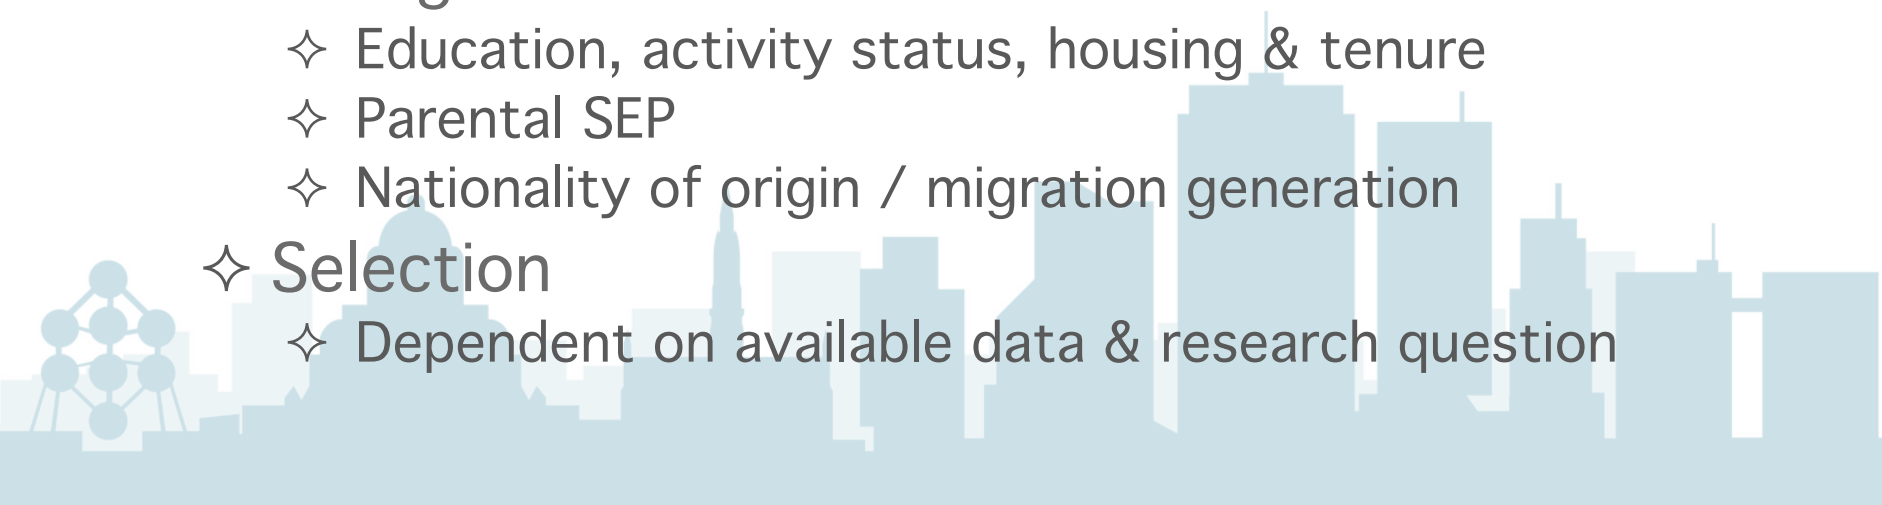 ✧ Education, activity status, housing & tenure
✧ Parental SEP
✧ Nationality of origin / migration generation
✧ Selection
✧ Dependent on available data & research question